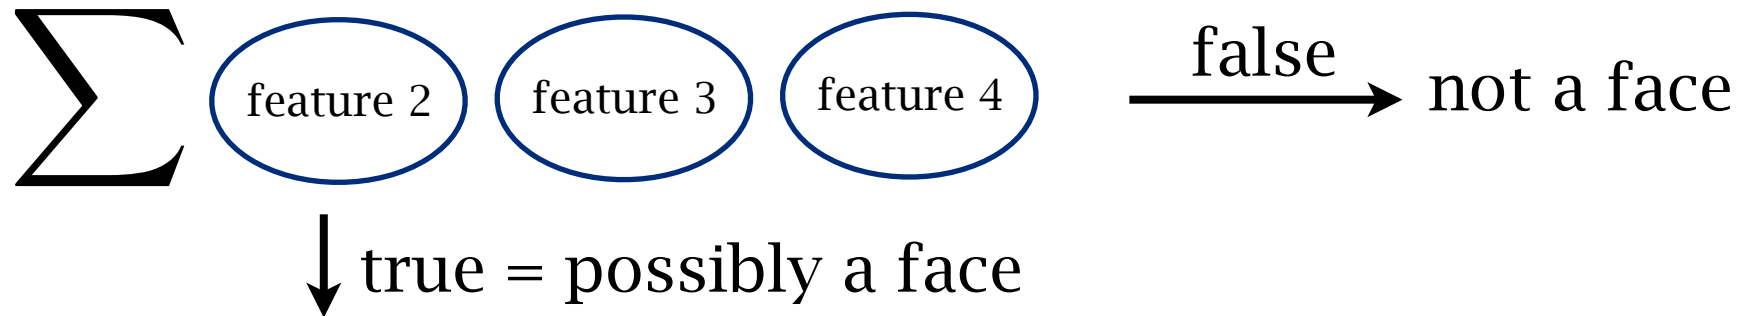 ∑ feature 2 feature 3 feature 4 false not a face
true = possibly a face